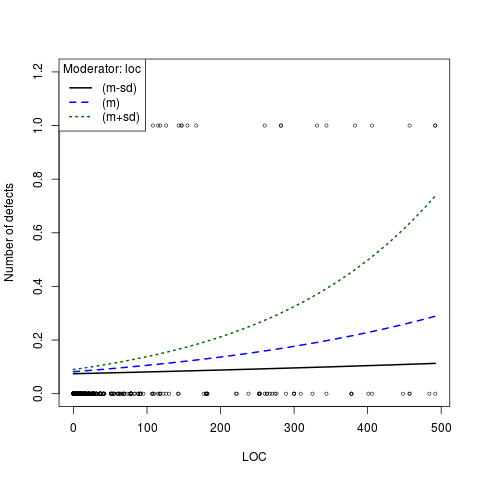 Moderator: loc
(m-sd)
(m)
(m+sd)
Number of defects
1.2
1.0
0.8
0.6
0.4
0.2
0.0
0 100 200 300 400 500
LOC